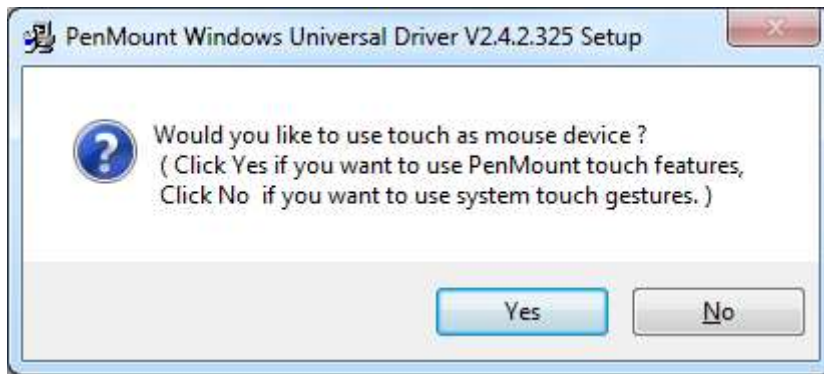 PenMount Windows Universal Driver V2.4.2.325 Setup
Would you like to use touch as mouse device ?
( Click Yes if you want to use PenMount touch features,
Click No  if you want to use system touch gestures. )
Yes
No